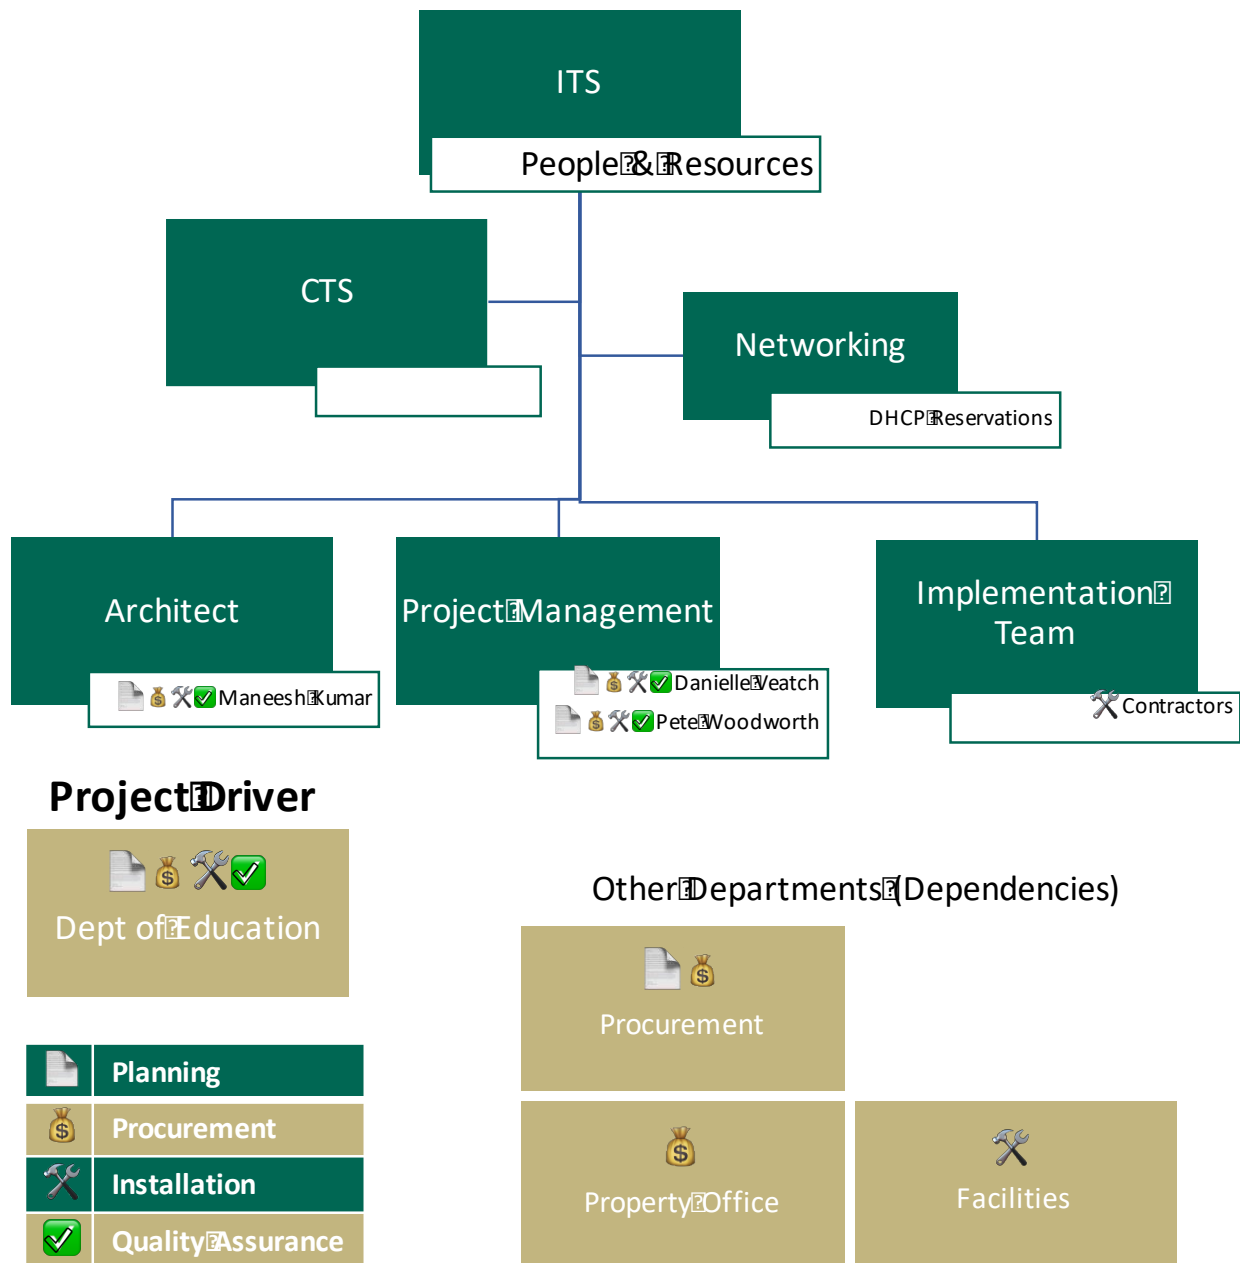 ITS
People & Resources
CTS
Networking
DHCP Reservations
Architect
Maneesh Kumar
Project Management
Danielle Veatch
Pete Woodworth
Implementation
Team
Contractors
Project Driver
Dept of Education
Other Departments (Dependencies)
Procurement
Property Office
Facilities
Planning
Procurement
Installation
Quality Assurance